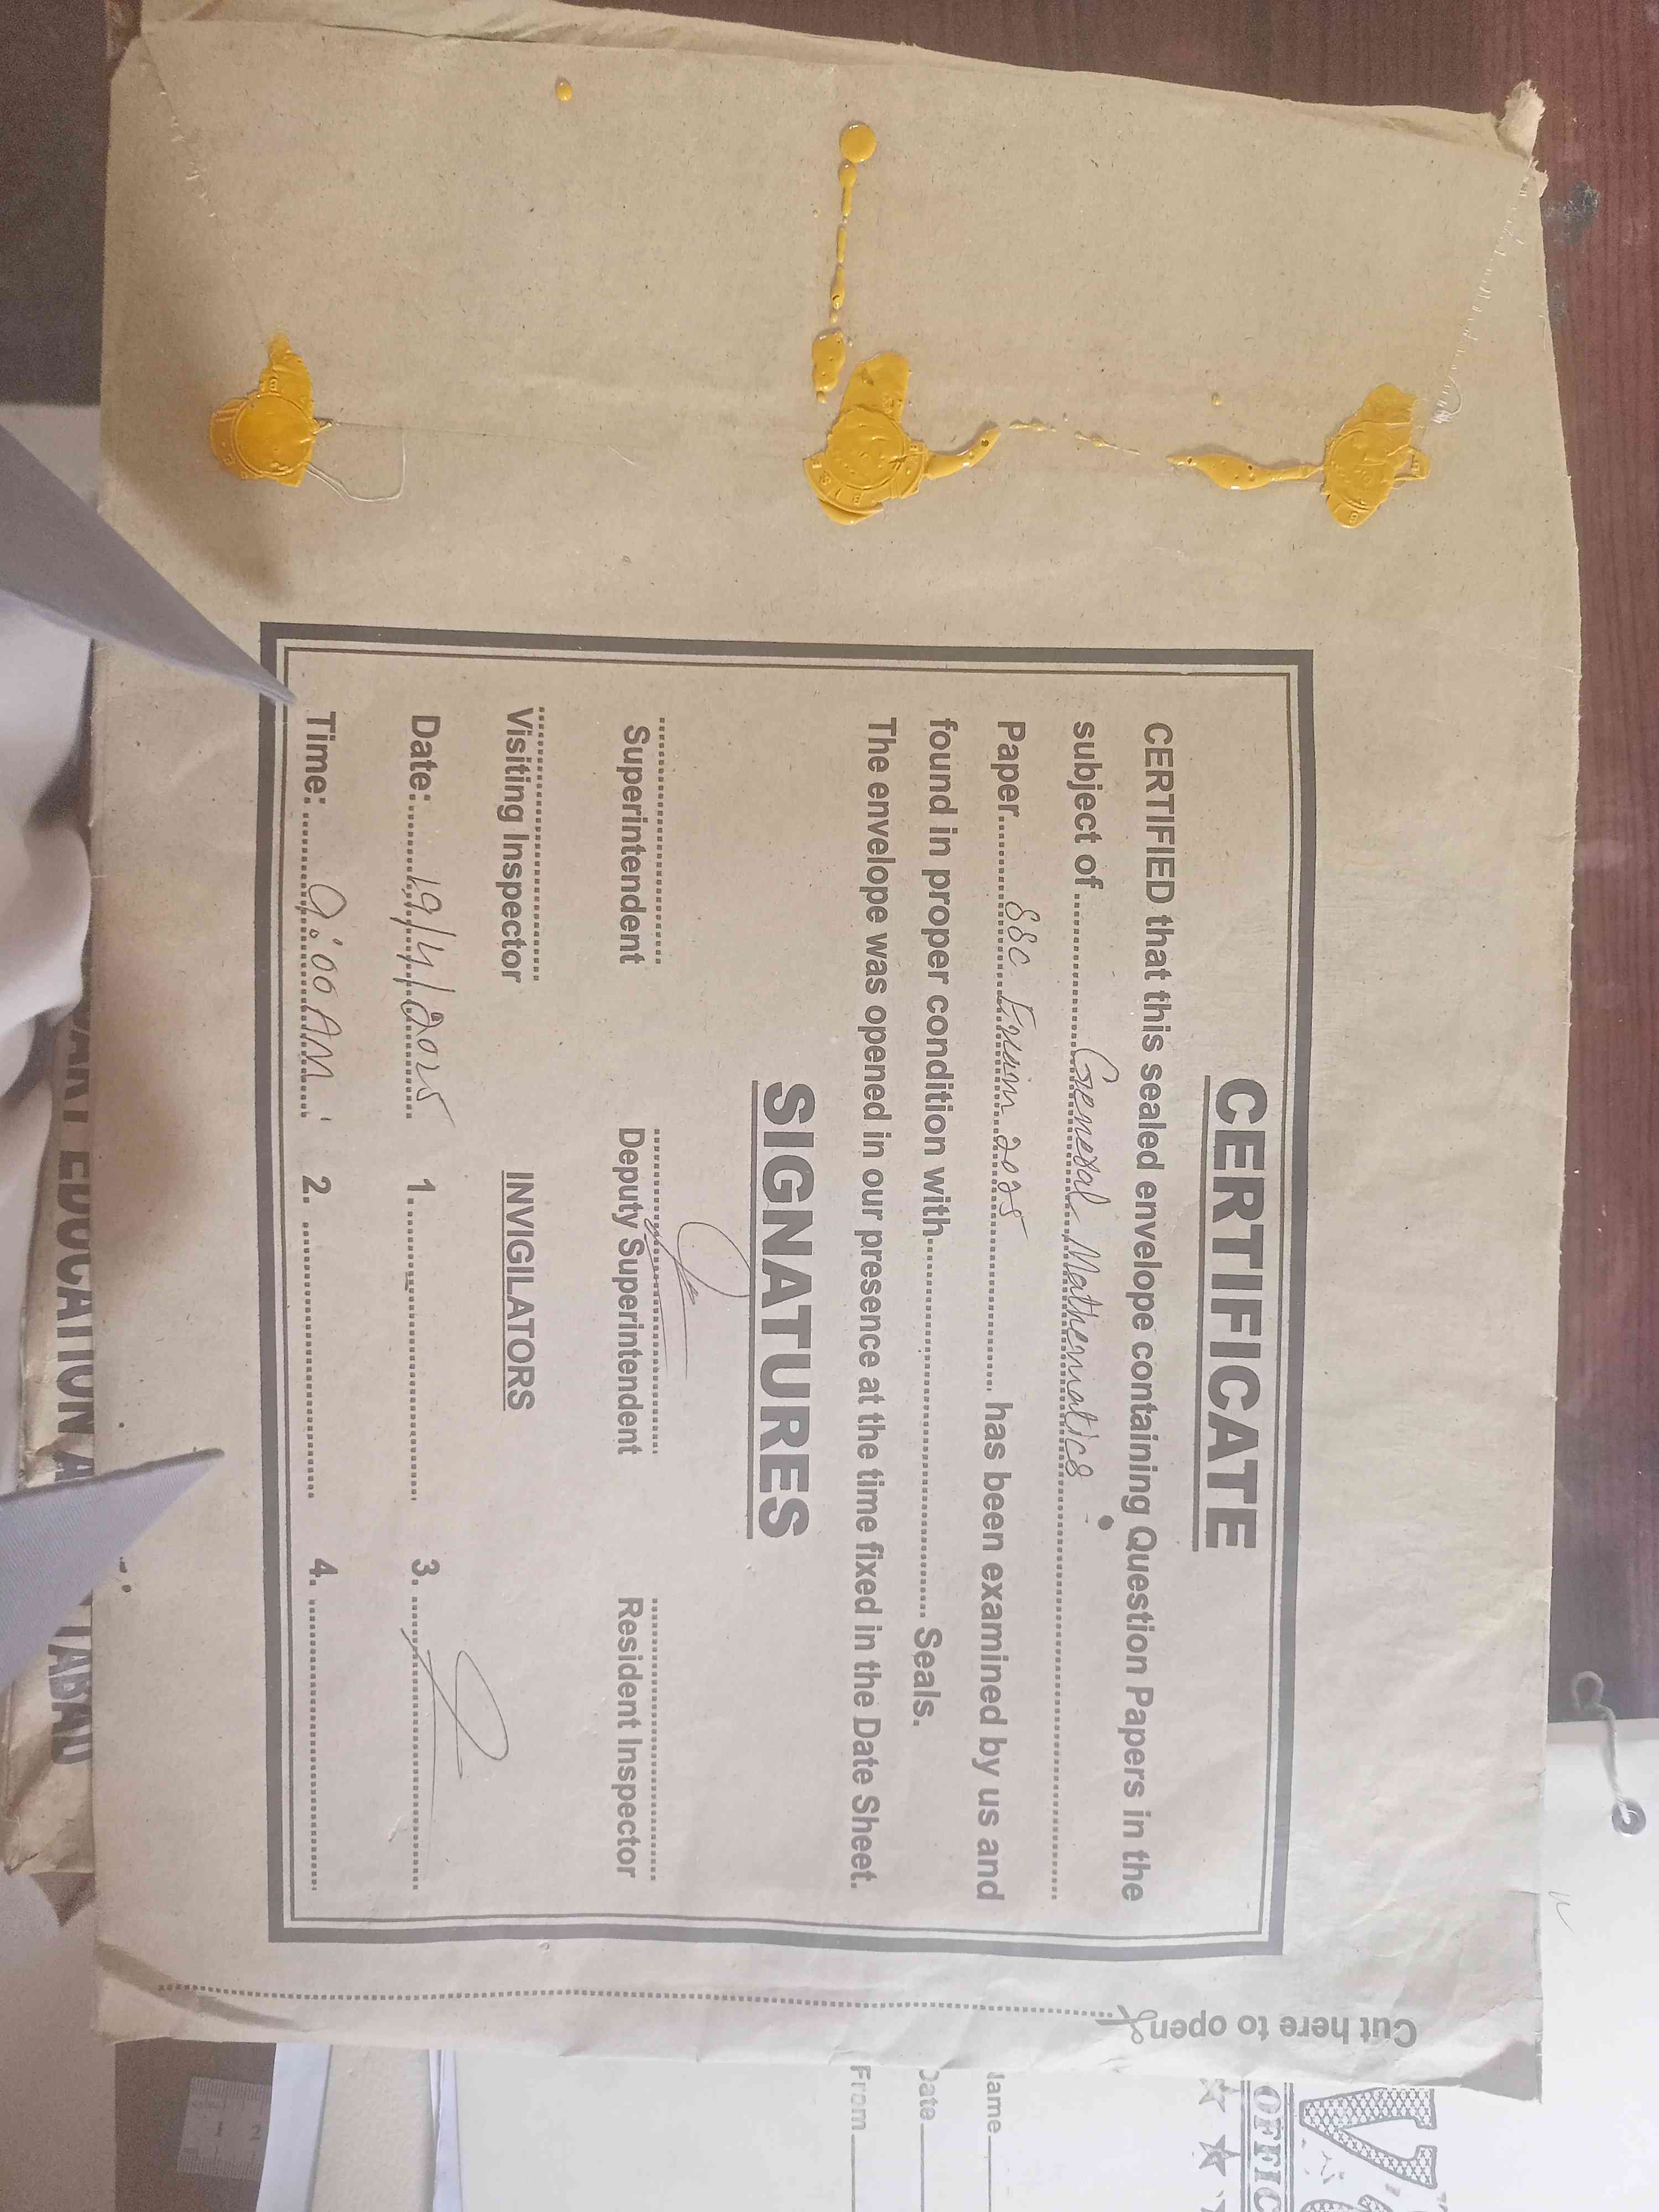 CERTIFICATE
CERTIFIED that this sealed envelope containing Question Papers in the
subject of General Mathematics
Paper SSC Exam 2025 has been examined by us and
found in proper condition with Seals.
The envelope was opened in our presence at the time fixed in the Date Sheet.
SIGNATURES
Superintendent Deputy Superintendent Resident Inspector
Visiting Inspector INVIGILATORS
Date: 19/4/2025 1. 3.
Time: 9:00 AM 2. 4.
Cut here to open
EDUCATION
Date
From